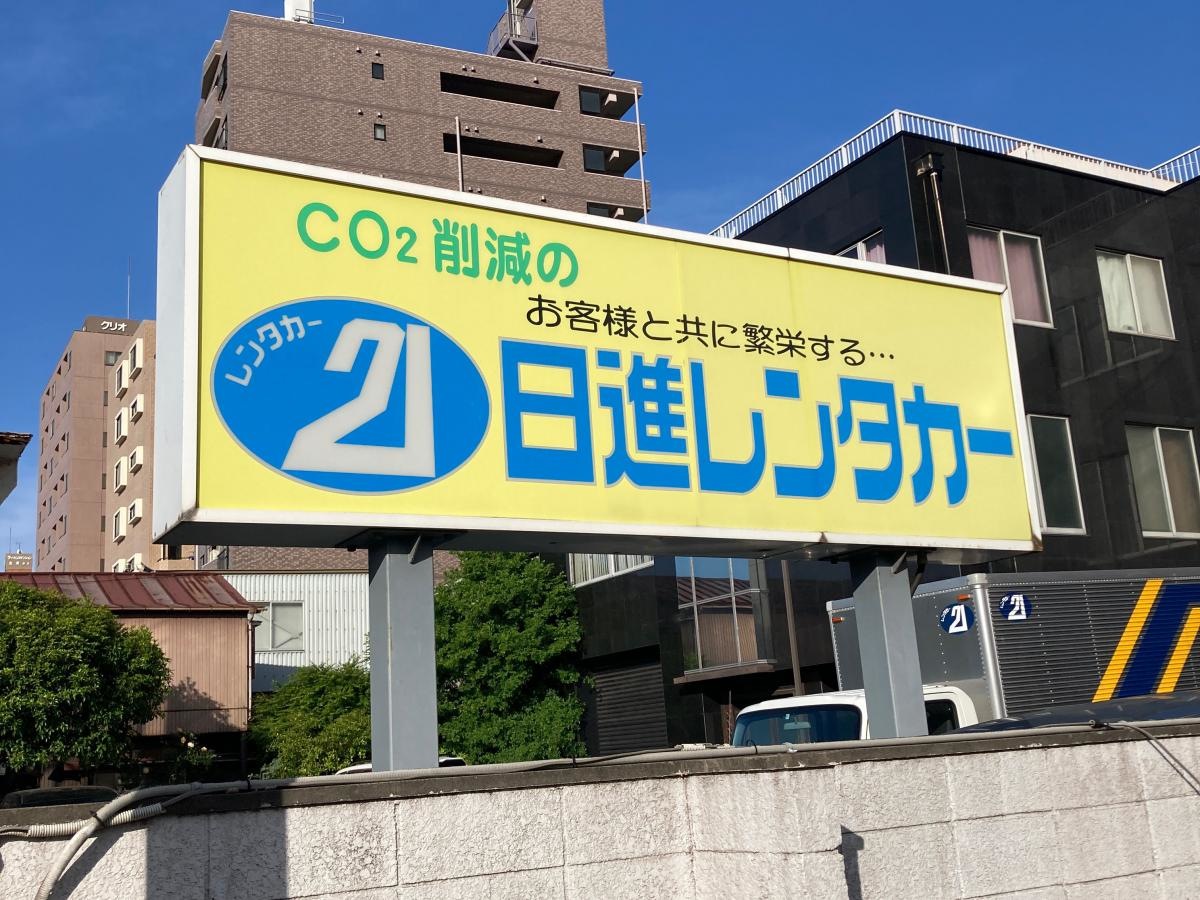 CO2 削減の
お客様と共に繁栄する…
レンタカー
21
日進レンタカー
クリオ
21
21